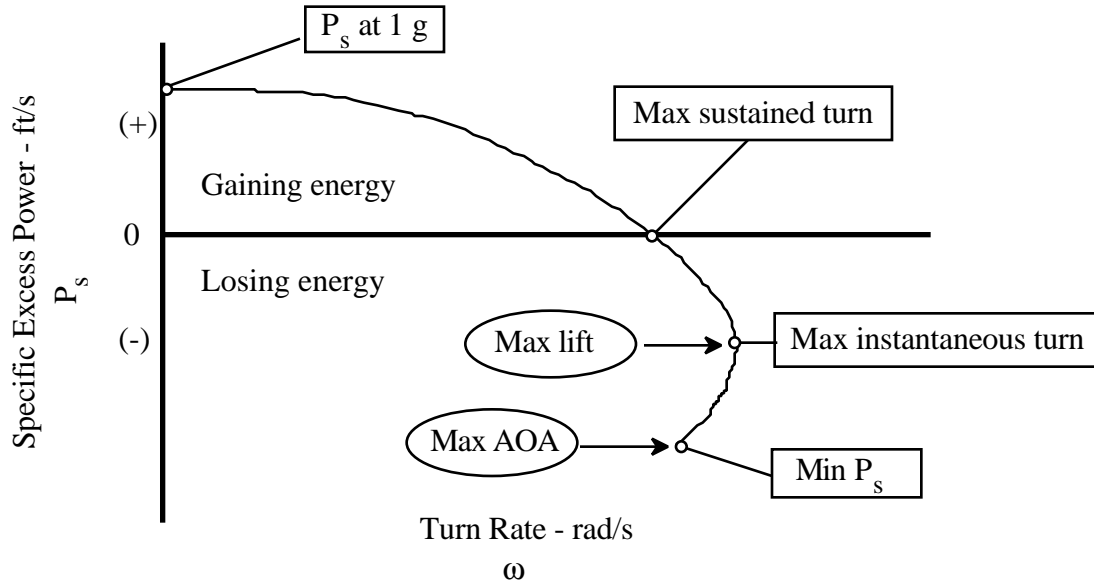 P_s at 1 g
Max sustained turn
(+)
Gaining energy
0
Losing energy
(-)
Max lift
Max instantaneous turn
Max AOA
Min P_s
Specific Excess Power - ft/s
P_s
Turn Rate - rad/s
ω